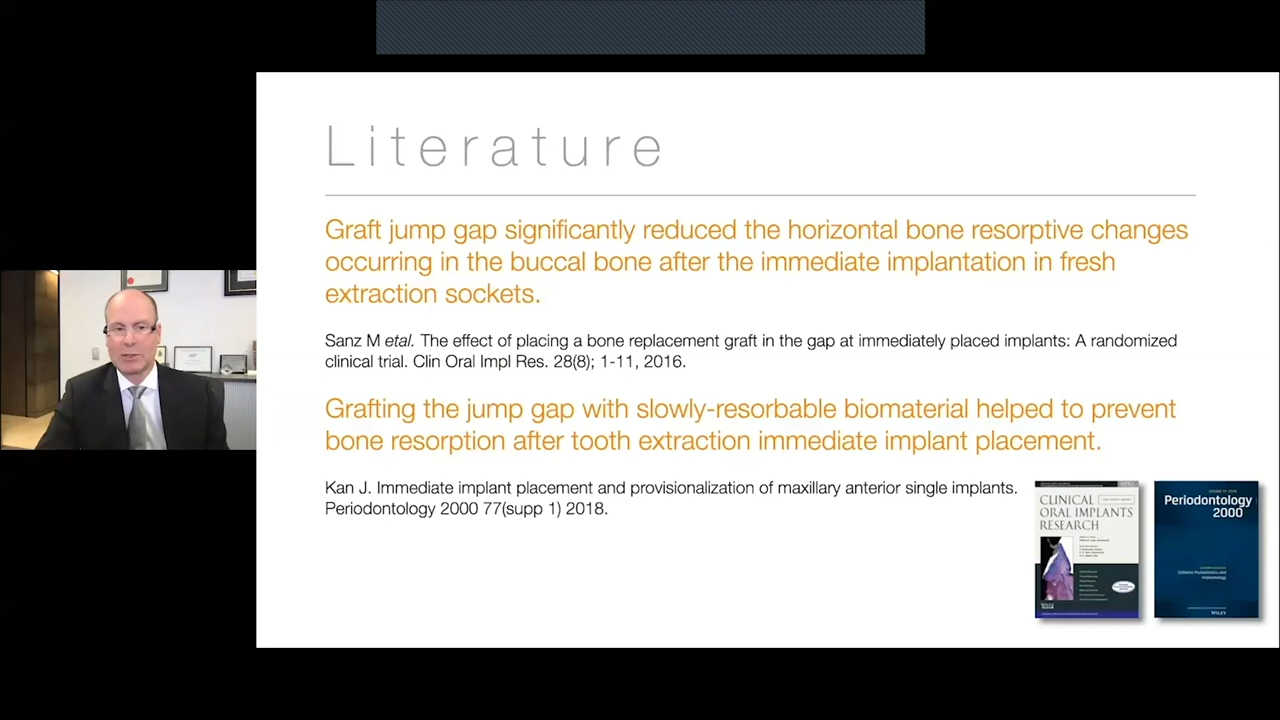 Literature
Graft jump gap significantly reduced the horizontal bone resorptive changes
occurring in the buccal bone after the immediate implantation in fresh
extraction sockets.
Sanz M etal. The effect of placing a bone replacement graft in the gap at immediately placed implants: A randomized
clinical trial. Clin Oral Impl Res. 28(8); 1-11, 2016.
Grafting the jump gap with slowly-resorbable biomaterial helped to prevent
bone resorption after tooth extraction immediate implant placement.
Kan J. Immediate implant placement and provisionalization of maxillary anterior single implants.
Periodontology 2000 77(supp 1) 2018.
CLINICAL
ORAL IMPLANTS
RESEARCH
Periodontology
2000
WILEY